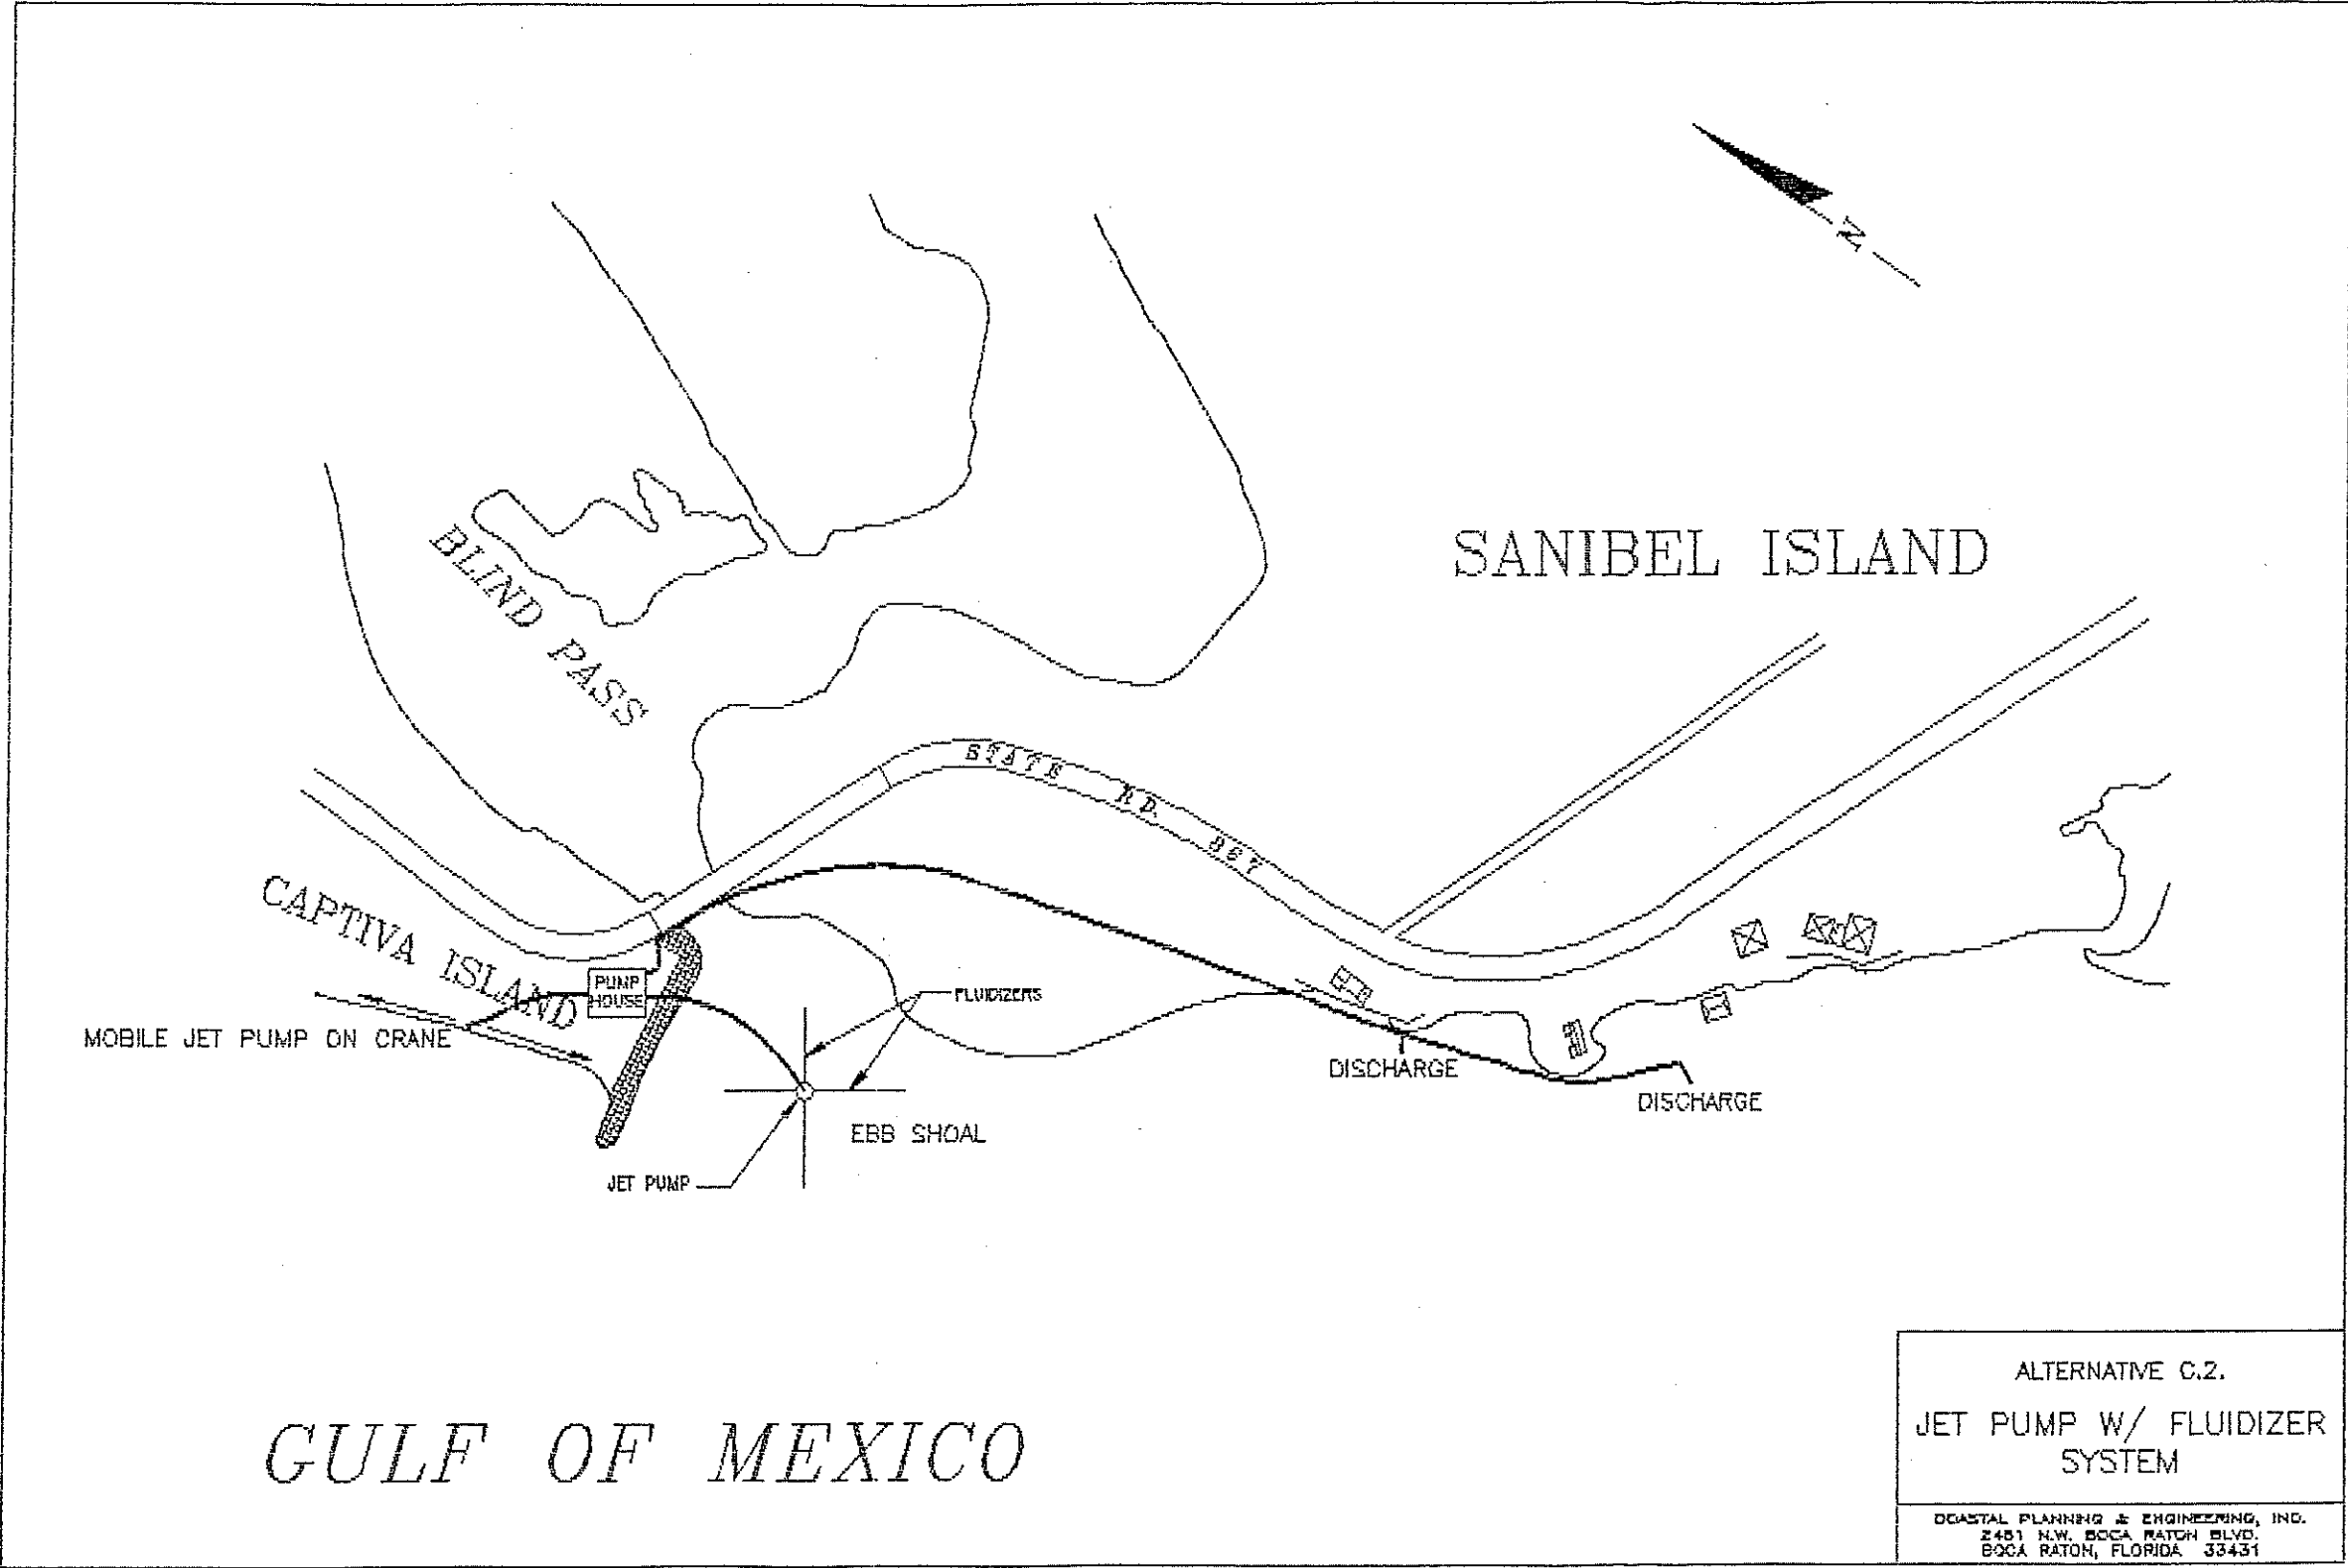 N
SANIBEL ISLAND
BLIND PASS
STATE RD. 867
CAPTIVA ISLAND
PUMP
HOUSE
FLUIDIZERS
MOBILE JET PUMP ON CRANE
DISCHARGE
DISCHARGE
EBB SHOAL
JET PUMP
GULF OF MEXICO
ALTERNATIVE C.2.
JET PUMP W/ FLUIDIZER
SYSTEM
COASTAL PLANNING & ENGINEERING, INC.
2481 N.W. BOCA RATON BLVD.
BOCA RATON, FLORIDA 33431